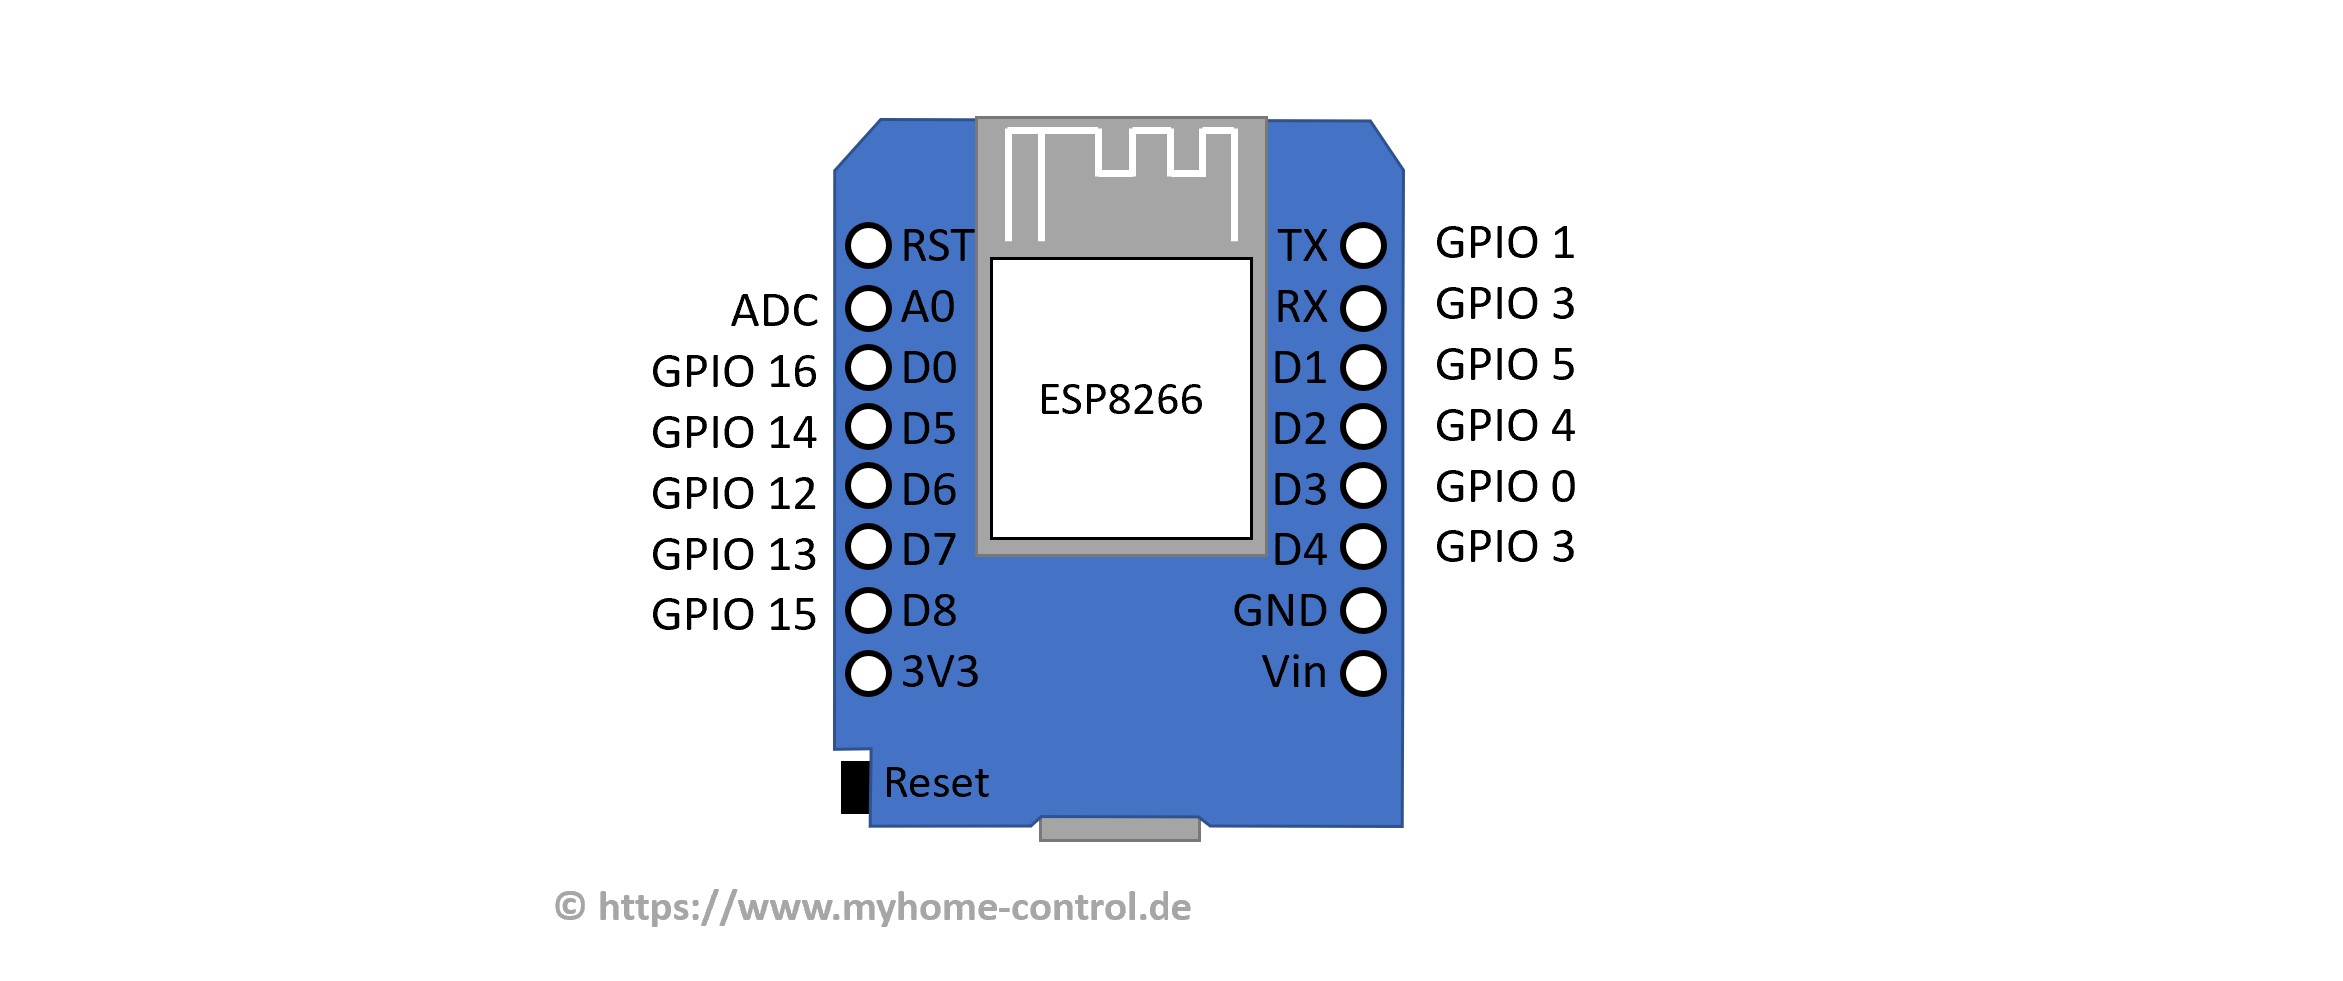 RST TX GPIO 1
ADC A0 RX GPIO 3
GPIO 16 D0 D1 GPIO 5
ESP8266
GPIO 14 D5 D2 GPIO 4
GPIO 12 D6 D3 GPIO 0
GPIO 13 D7 D4 GPIO 3
GPIO 15 D8 GND
3V3 Vin
Reset
© https://www.myhome-control.de